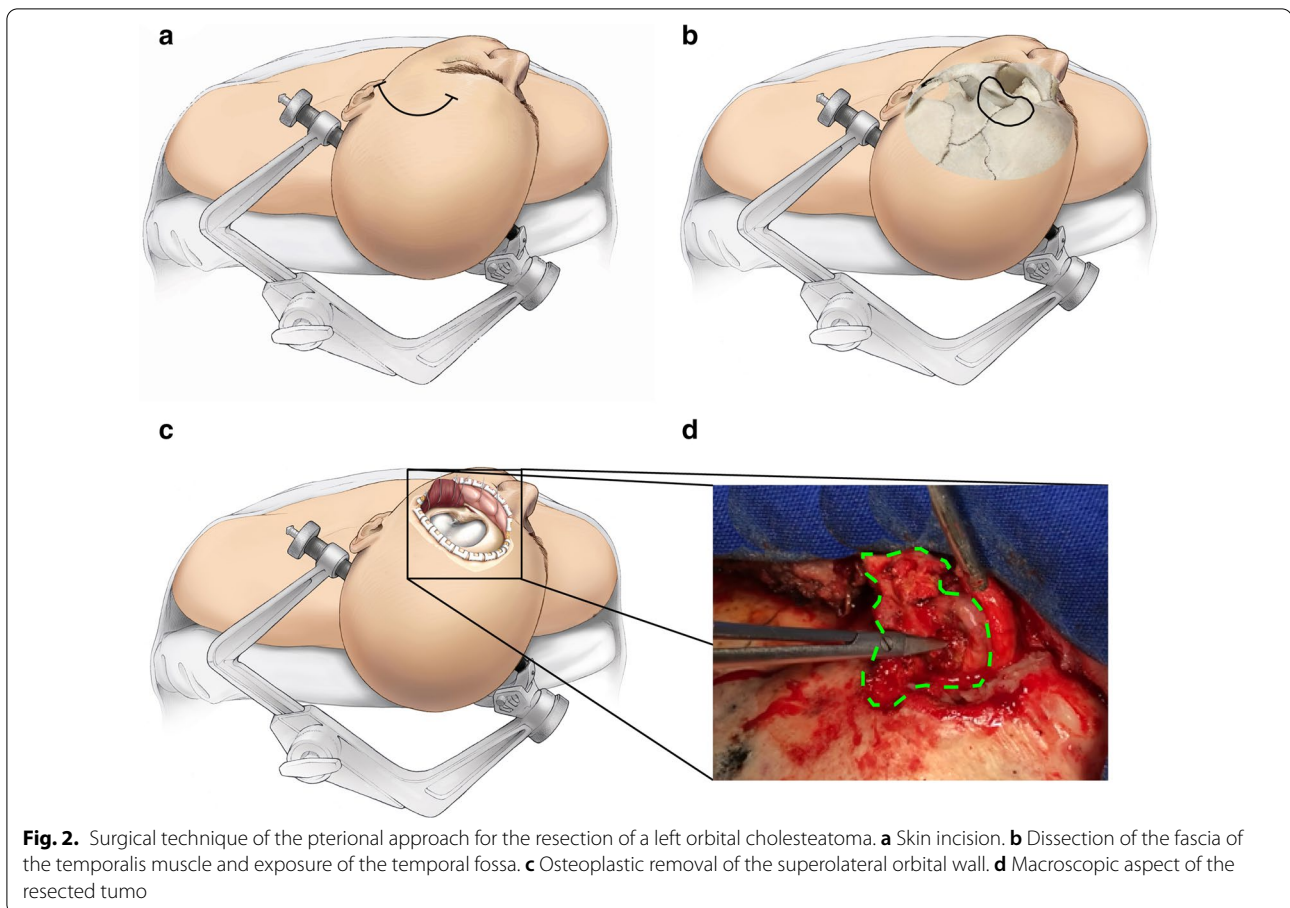 a
b
c
d
Fig. 2. Surgical technique of the pterional approach for the resection of a left orbital cholesteatoma. a Skin incision. b Dissection of the fascia of
the temporalis muscle and exposure of the temporal fossa. c Osteoplastic removal of the superolateral orbital wall. d Macroscopic aspect of the
resected tumo